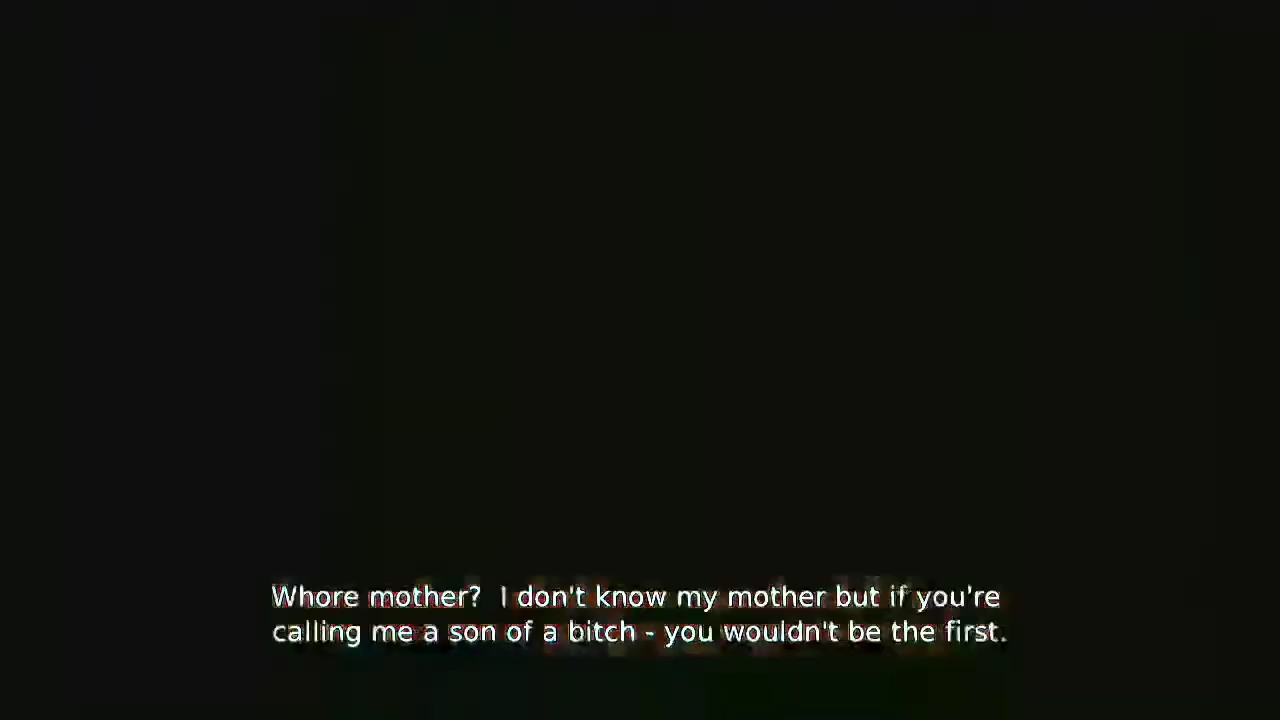 Whore mother?  I don't know my mother but if you're
calling me a son of a bitch - you wouldn't be the first.